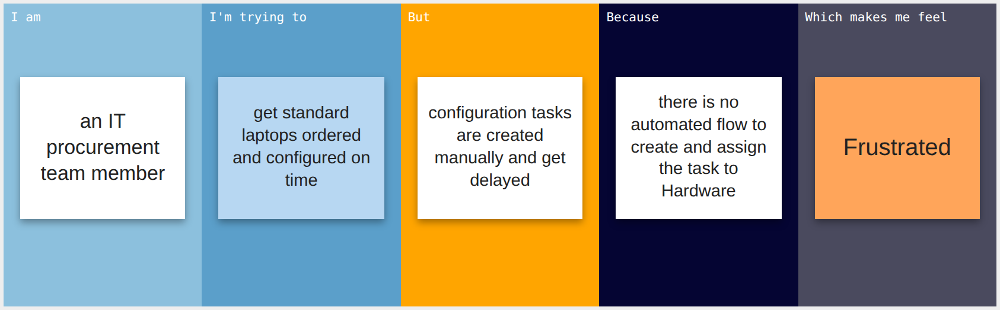 I am
an IT
procurement
team member
I'm trying to
get standard
laptops ordered
and configured on
time
But
configuration tasks
are created
manually and get
delayed
Because
there is no
automated flow to
create and assign
the task to
Hardware
Which makes me feel
Frustrated